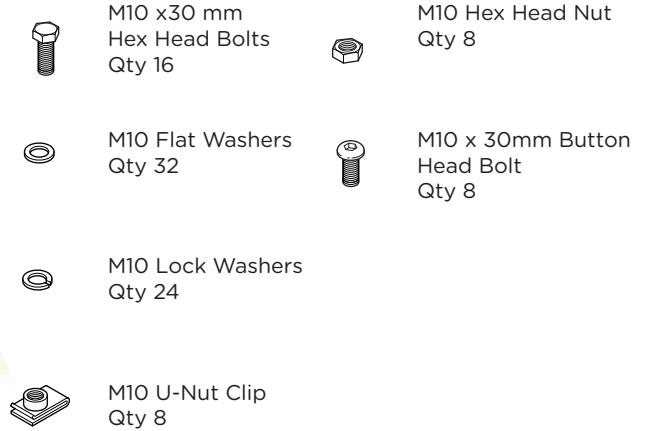 M10 x30 mm
Hex Head Bolts
Qty 16
M10 Flat Washers
Qty 32
M10 Lock Washers
Qty 24
M10 U-Nut Clip
Qty 8
M10 Hex Head Nut
Qty 8
M10 x 30mm Button
Head Bolt
Qty 8